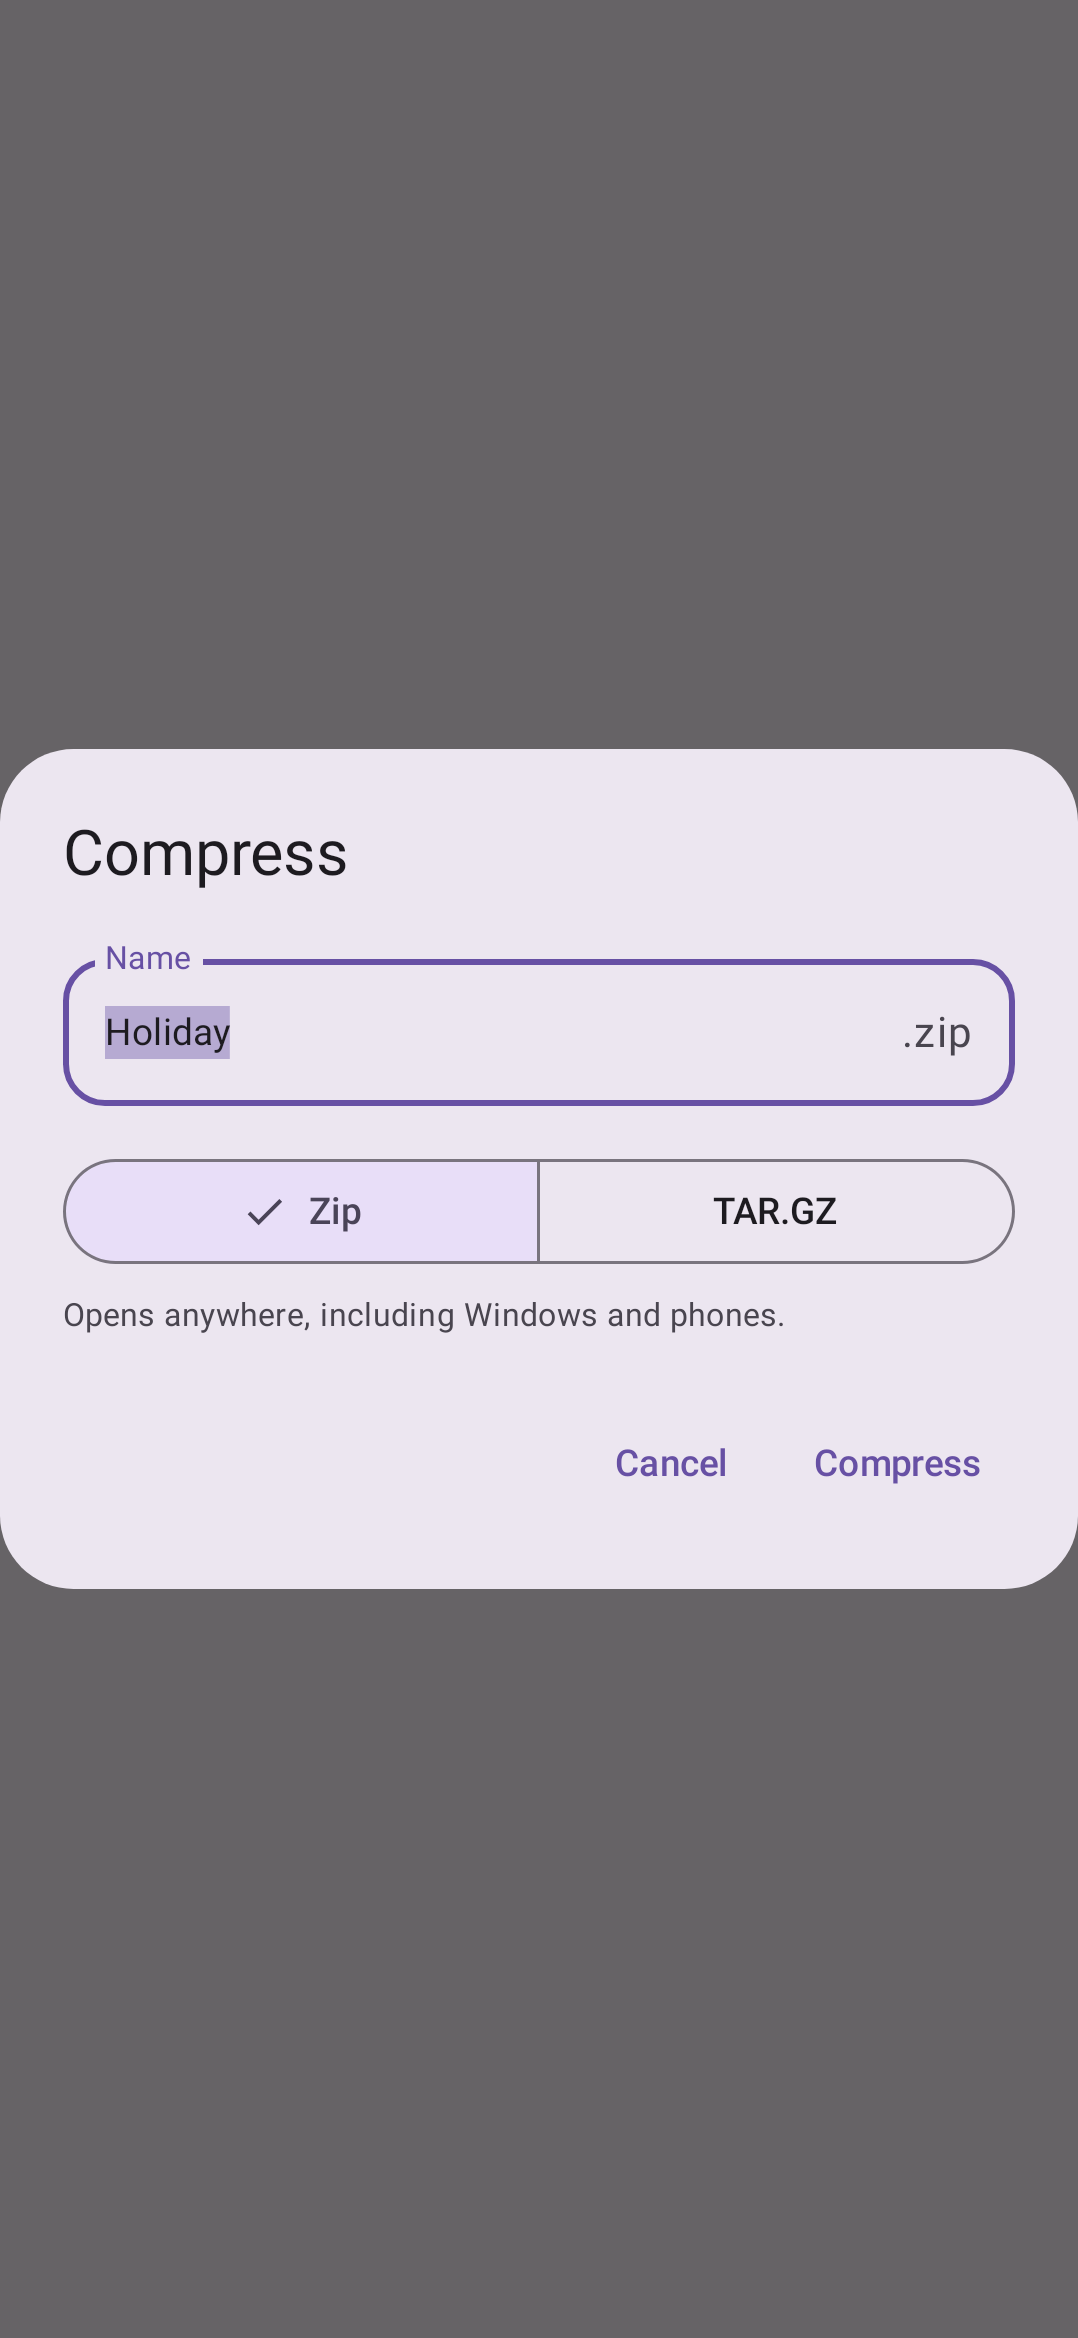 Compress
Name
Holiday .zip
Zip TAR.GZ
Opens anywhere, including Windows and phones.
Cancel Compress